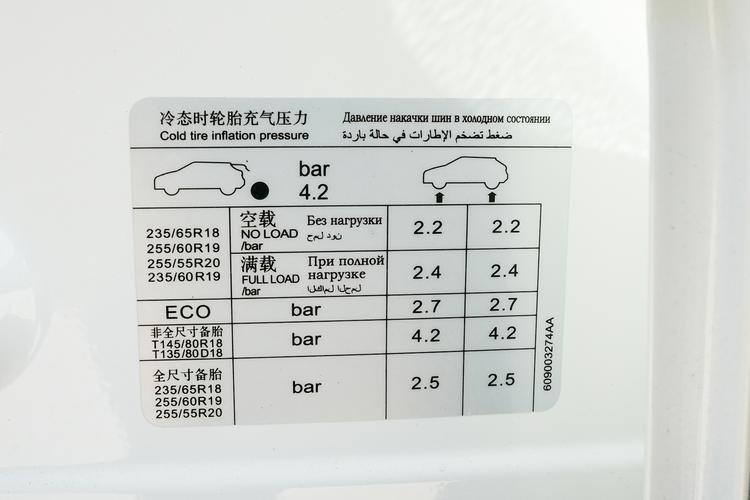 冷态时轮胎充气压力
Cold tire inflation pressure
Давление накачки шин в холодном состоянии
ضغط تضخم الإطارات في حالة باردة
bar
4.2
235/65R18
255/60R19
255/55R20
235/60R19
空载
NO LOAD
/bar
Без нагрузки
ﺣﻤﻞ ﺩﻭﻥ
2.2 2.2
满载
FULL LOAD
/bar
При полной
нагрузке
2.4 2.4
ECO bar 2.7 2.7
非全尺寸备胎
T145/80R18
T135/80D18
bar 4.2 4.2
全尺寸备胎
235/65R18
255/60R19
255/55R20
bar 2.5 2.5
609003274AA